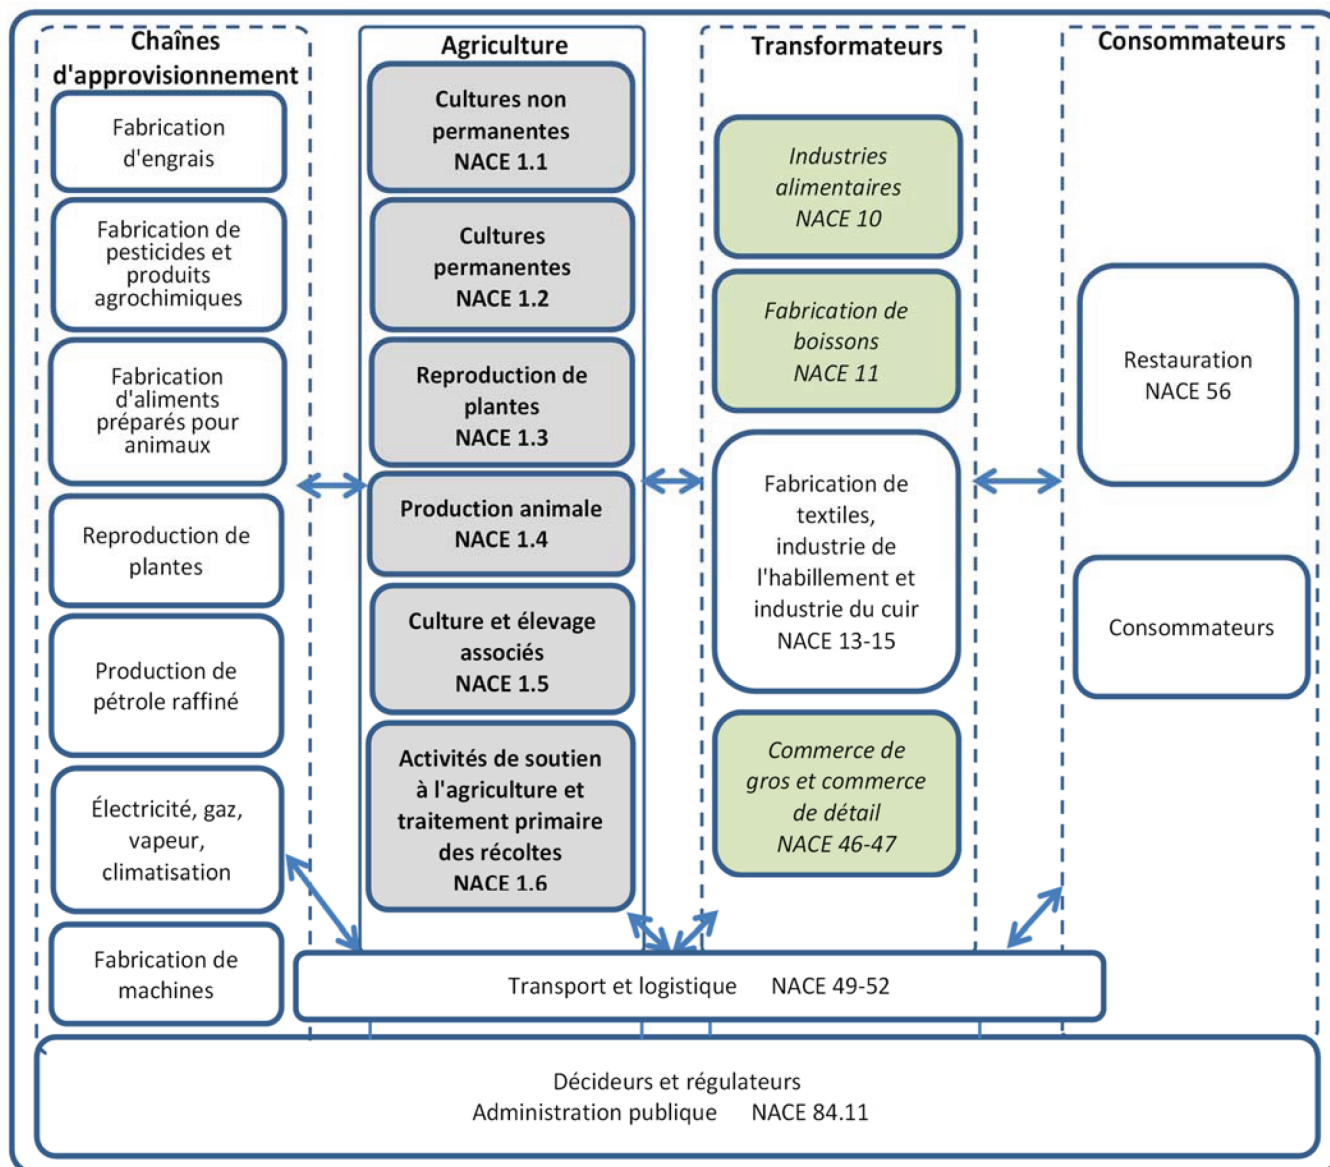 Chaînes
d'approvisionnement
Fabrication
d'engrais
Fabrication de
pesticides et
produits
agrochimiques
Fabrication
d'aliments
préparés pour
animaux
Reproduction de
plantes
Production de
pétrole raffiné
Électricité, gaz,
vapeur,
climatisation
Fabrication de
machines
Agriculture
Cultures non
permanentes
NACE 1.1
Cultures
permanentes
NACE 1.2
Reproduction de
plantes
NACE 1.3
Production animale
NACE 1.4
Culture et élevage
associés
NACE 1.5
Activités de soutien
à l'agriculture et
traitement primaire
des récoltes
NACE 1.6
Transformateurs
Industries
alimentaires
NACE 10
Fabrication de
boissons
NACE 11
Fabrication de
textiles,
industrie de
l'habillement et
industrie du cuir
NACE 13-15
Commerce de
gros et commerce
de détail
NACE 46-47
Consommateurs
Restauration
NACE 56
Consommateurs
Transport et logistique NACE 49-52
Décideurs et régulateurs
Administration publique NACE 84.11